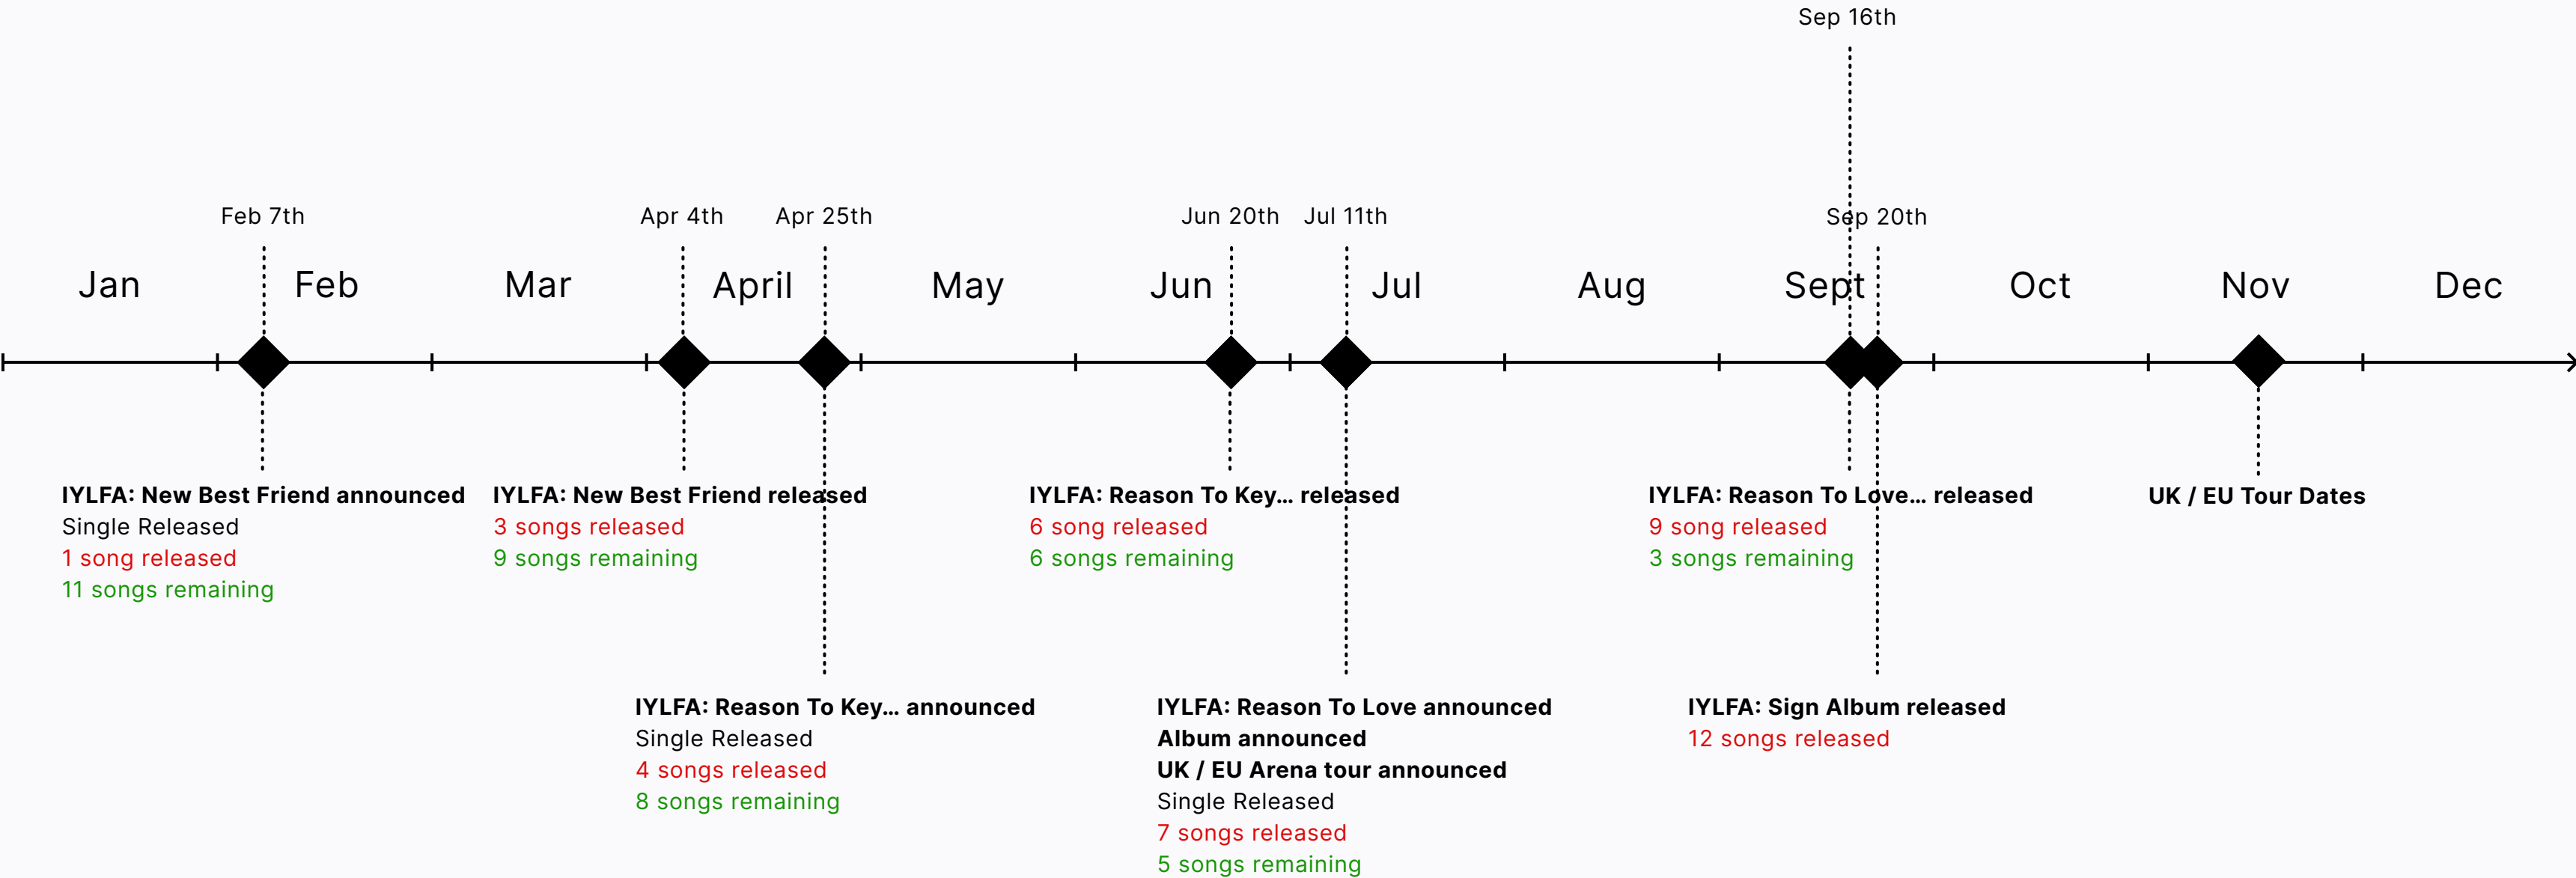 Sep 16th
Feb 7th
Apr 4th
Apr 25th
Jun 20th
Jul 11th
Sep 20th
Jan
Feb
Mar
April
May
Jun
Jul
Aug
Sept
Oct
Nov
Dec
IYLFA: New Best Friend announced
Single Released
1 song released
11 songs remaining
IYLFA: New Best Friend released
3 songs released
9 songs remaining
IYLFA: Reason To Key... released
6 song released
6 songs remaining
IYLFA: Reason To Love... released
9 song released
3 songs remaining
UK / EU Tour Dates
IYLFA: Reason To Key... announced
Single Released
4 songs released
8 songs remaining
IYLFA: Reason To Love announced
Album announced
UK / EU Arena tour announced
Single Released
7 songs released
5 songs remaining
IYLFA: Sign Album released
12 songs released